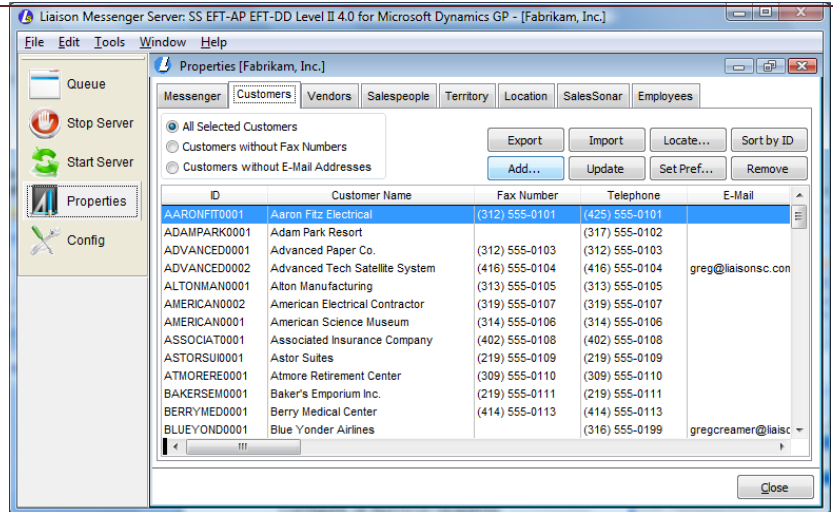 Liaison Messenger Server: SS EFT-AP EFT-DD Level II 4.0 for Microsoft Dynamics GP - [Fabrikam, Inc.]
File Edit Tools Window Help
Queue
Stop Server
Start Server
Properties
Config
Properties [Fabrikam, Inc.]
Messenger Customers Vendors Salespeople Territory Location SalesSonar Employees
All Selected Customers
Customers without Fax Numbers
Customers without E-Mail Addresses
Export Import Locate... Sort by ID
Add... Update Set Pref... Remove
ID Customer Name Fax Number Telephone E-Mail
AARONFIT0001 Aaron Fitz Electrical (312) 555-0101 (425) 555-0101
ADAMPARK0001 Adam Park Resort (317) 555-0102
ADVANCED0001 Advanced Paper Co. (312) 555-0103 (312) 555-0103
ADVANCED0002 Advanced Tech Satellite System (416) 555-0104 (416) 555-0104 greg@liaisonsc.con
ALTONMAN0001 Alton Manufacturing (313) 555-0105 (313) 555-0105
AMERICAN0002 American Electrical Contractor (319) 555-0107 (319) 555-0107
AMERICAN0001 American Science Museum (314) 555-0106 (314) 555-0106
ASSOCIAT0001 Associated Insurance Company (402) 555-0108 (402) 555-0108
ASTORSUI0001 Astor Suites (219) 555-0109 (219) 555-0109
ATMORERE0001 Atmore Retirement Center (309) 555-0110 (309) 555-0110
BAKERSEM0001 Baker's Emporium Inc. (219) 555-0111 (219) 555-0111
BERRYMED0001 Berry Medical Center (414) 555-0113 (414) 555-0113
BLUEYOND0001 Blue Yonder Airlines (316) 555-0199 gregcreamer@liaisc
Close